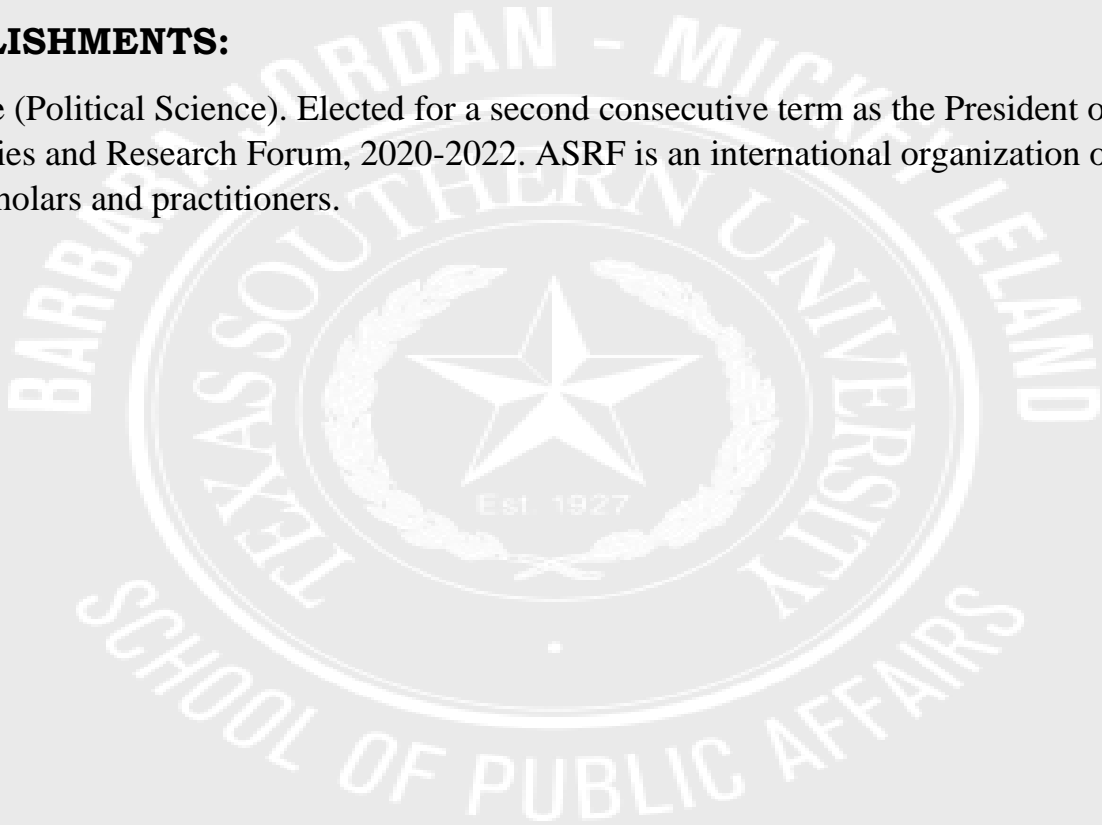 LISHMENTS:
e (Political Science). Elected for a second consecutive term as the President o
ies and Research Forum, 2020-2022. ASRF is an international organization o
holars and practitioners.
BARBARA JORDAN - MICKEY LELAND
TEXAS SOUTHERN UNIVERSITY
Est. 1927
SCHOOL OF PUBLIC AFFAIRS